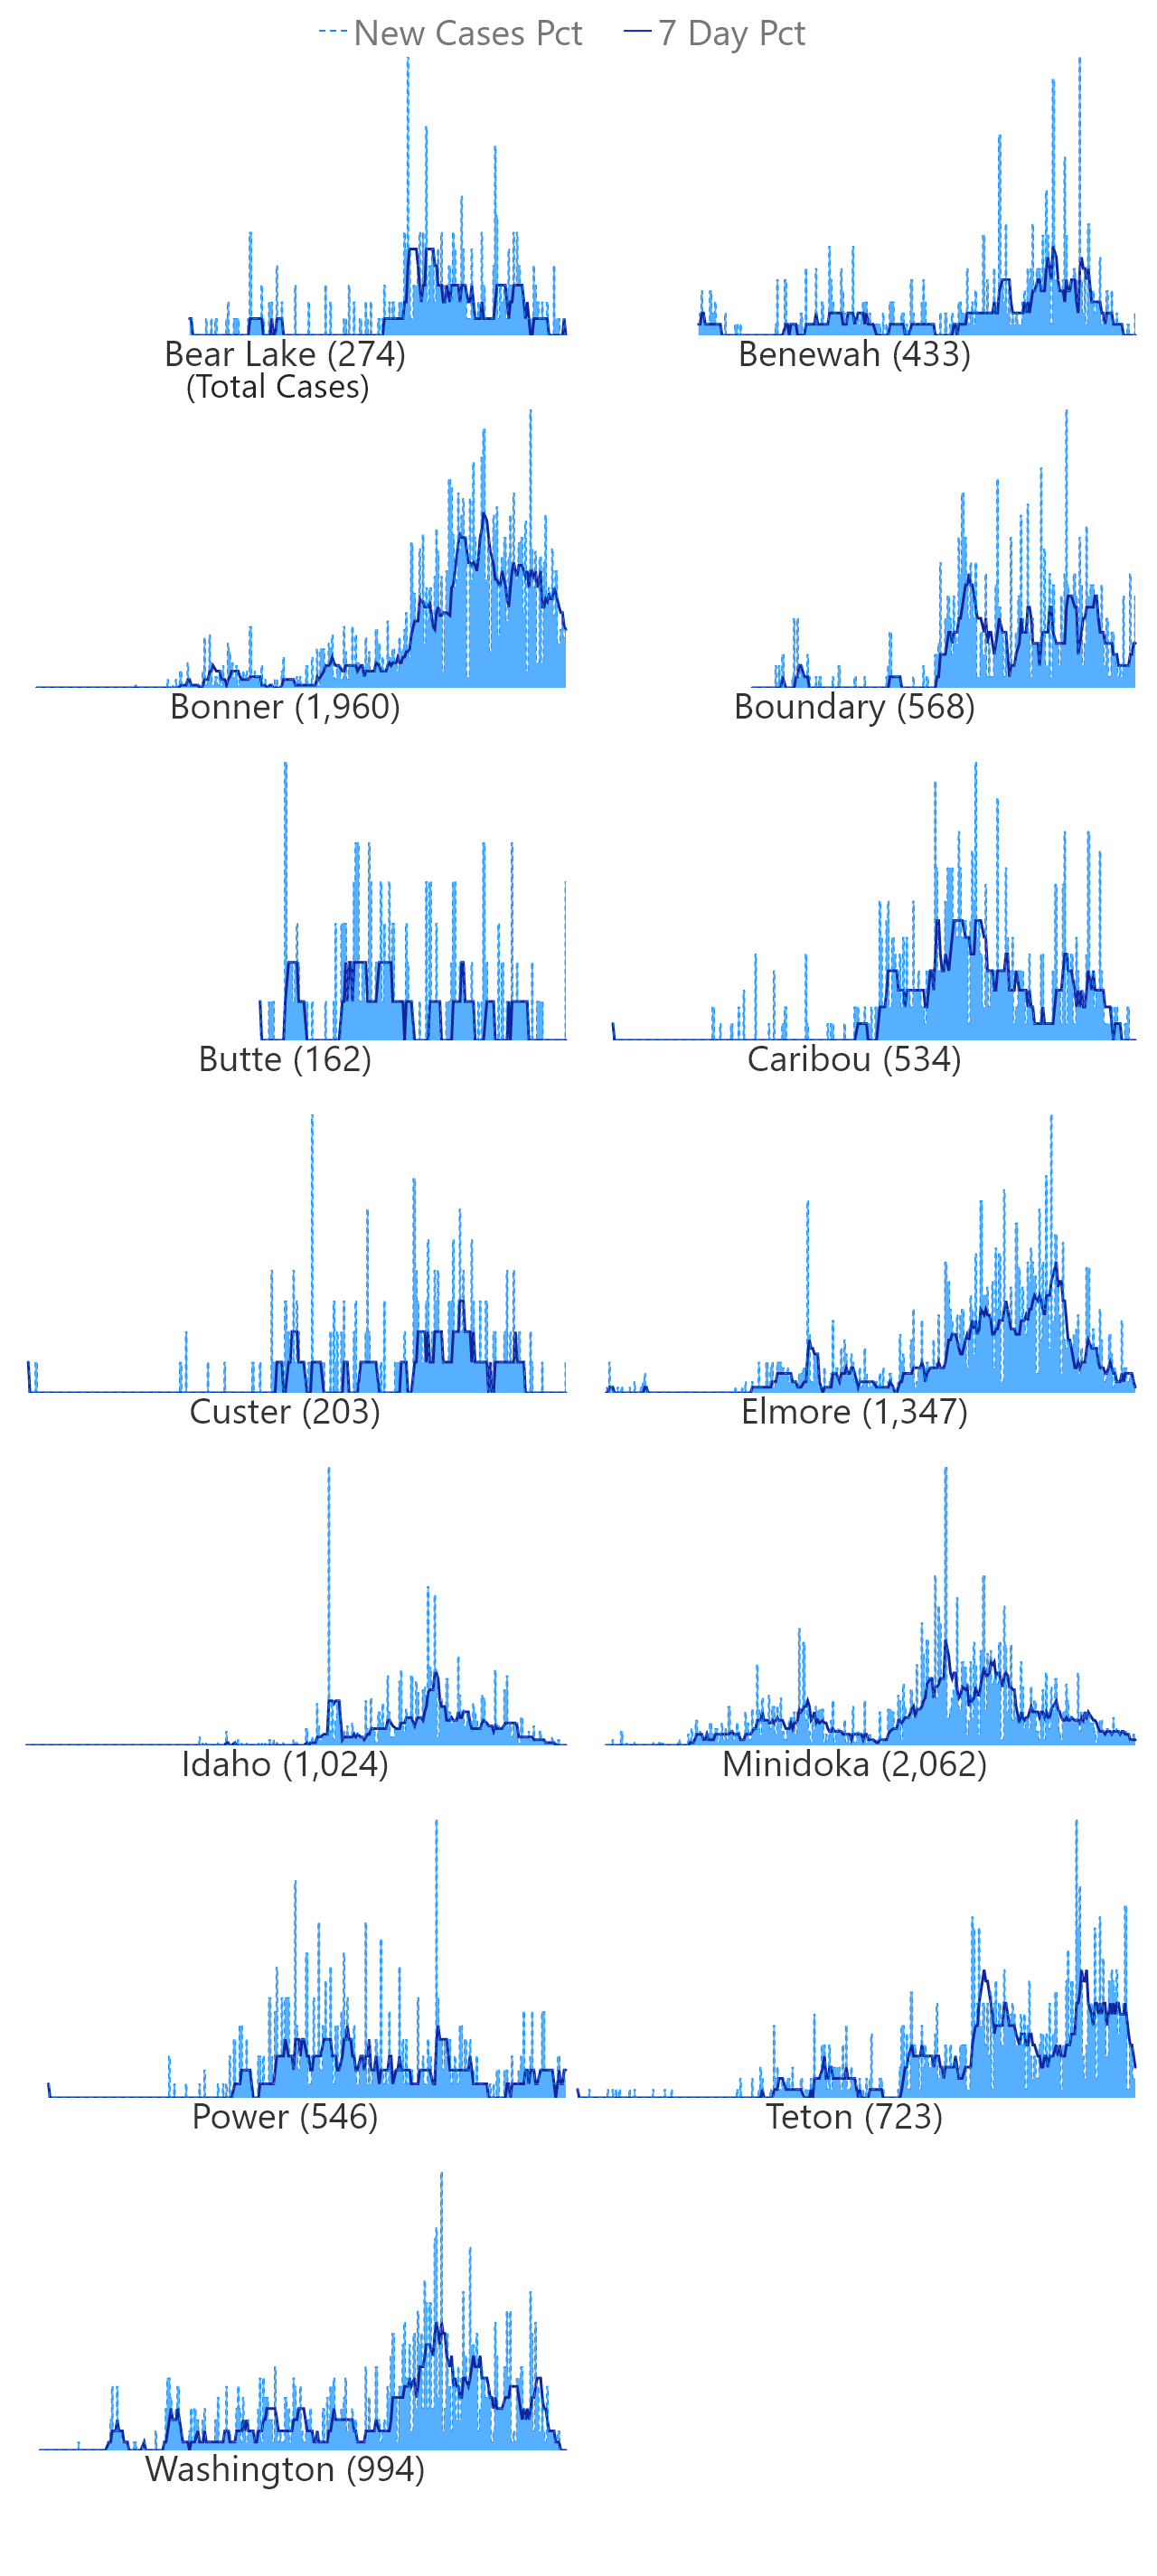 New Cases Pct 7 Day Pct
Bear Lake (274) Benewah (433)
(Total Cases)
Bonner (1,960) Boundary (568)
Butte (162) Caribou (534)
Custer (203) Elmore (1,347)
Idaho (1,024) Minidoka (2,062)
Power (546) Teton (723)
Washington (994)